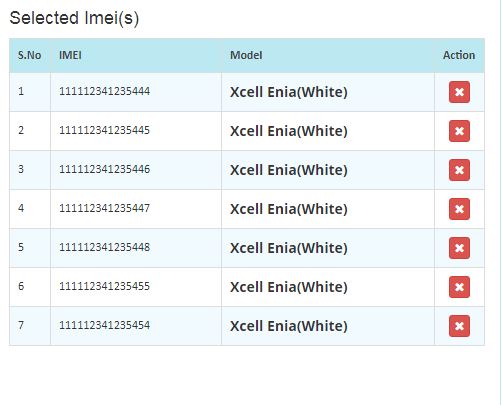 Selected Imei(s)
S.No IMEI Model Action
1 111112341235444 Xcell Enia(White)
2 111112341235445 Xcell Enia(White)
3 111112341235446 Xcell Enia(White)
4 111112341235447 Xcell Enia(White)
5 111112341235448 Xcell Enia(White)
6 111112341235455 Xcell Enia(White)
7 111112341235454 Xcell Enia(White)